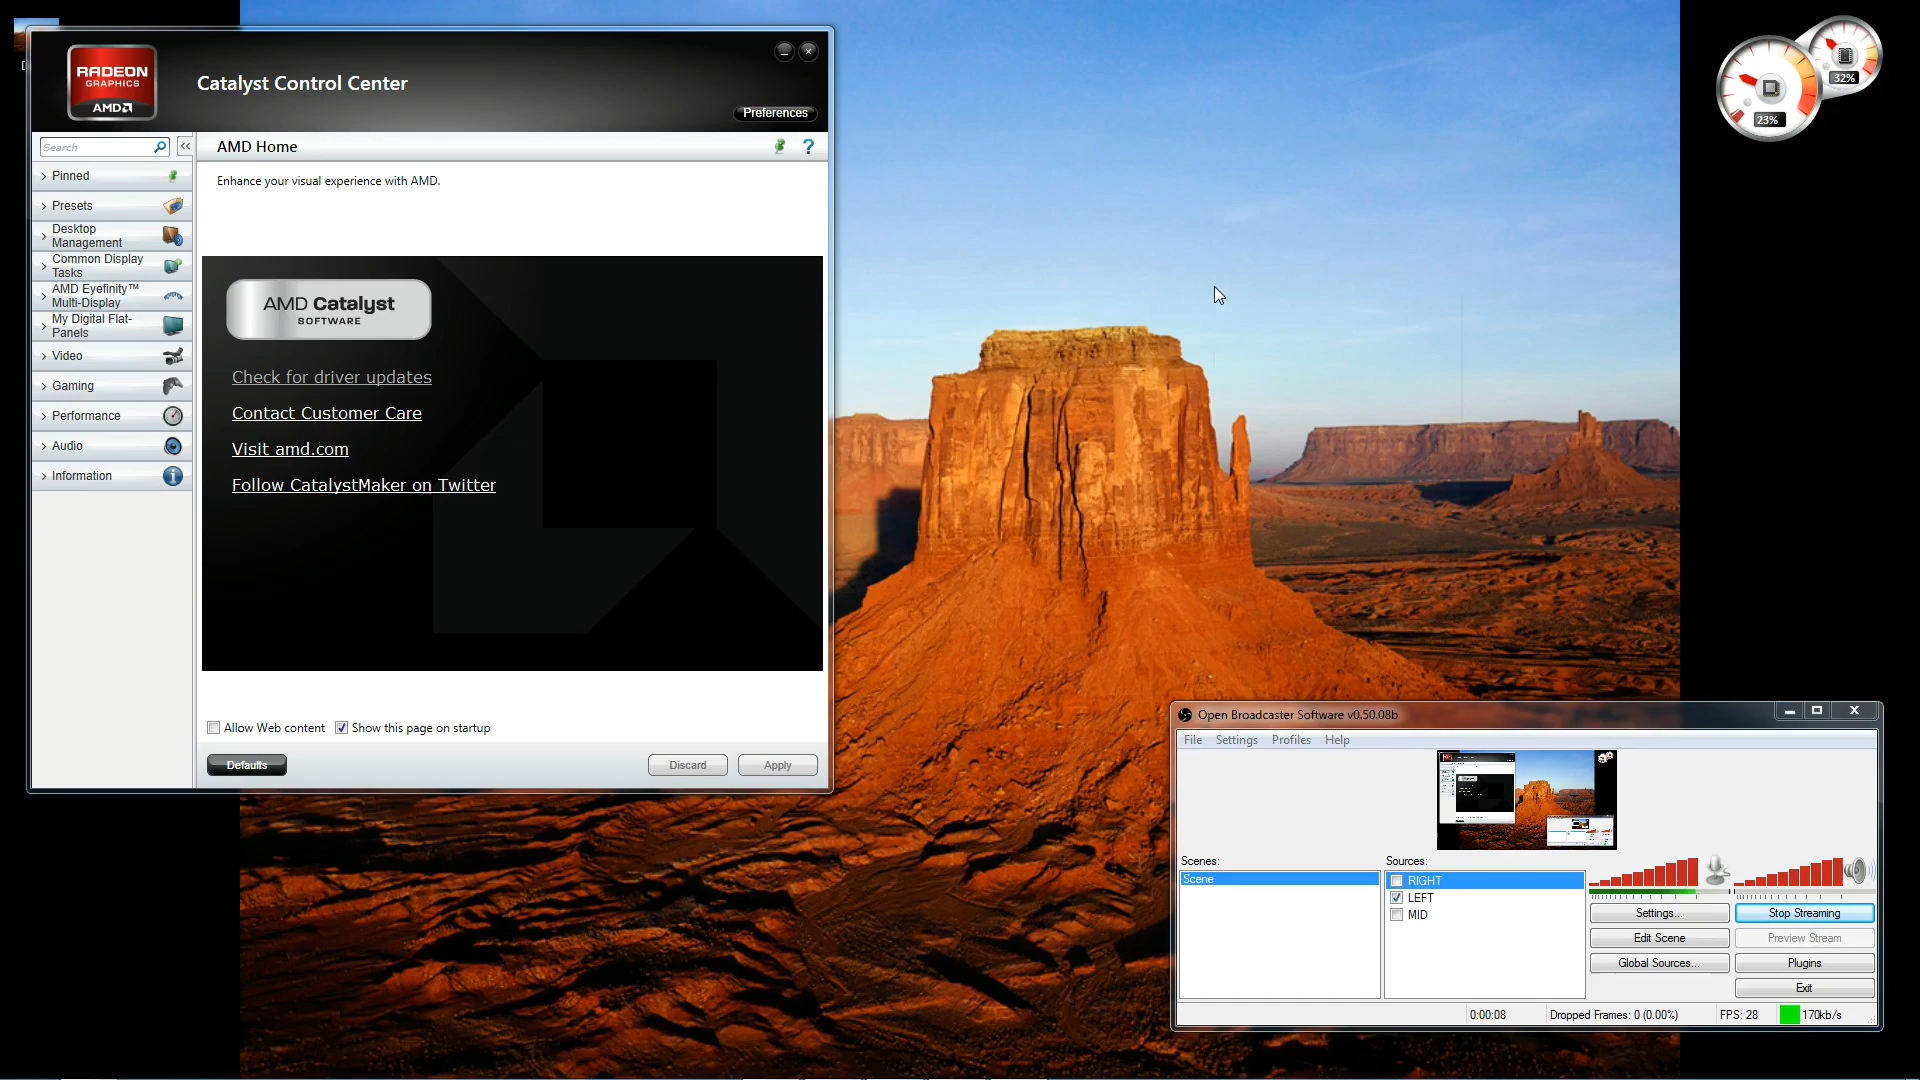 RADEON
GRAPHICS
AMD
Catalyst Control Center
Preferences
Search
AMD Home
Pinned
Enhance your visual experience with AMD.
Presets
Desktop
Management
Common Display
Tasks
AMD Eyefinity™
Multi-Display
My Digital Flat-
Panels
Video
Gaming
Performance
Audio
Information
AMD Catalyst
SOFTWARE
Check for driver updates
Contact Customer Care
Visit amd.com
Follow CatalystMaker on Twitter
Allow Web content
Show this page on startup
Defaults
Discard
Apply
32%
23%
Open Broadcaster Software v0.50.08b
File Settings Profiles Help
Scenes:
Scene
Sources:
RIGHT
LEFT
MID
Settings...
Stop Streaming
Edit Scene
Preview Stream
Global Sources...
Plugins
Exit
0:00:08
Dropped Frames: 0 (0.00%)
FPS: 28
170kb/s